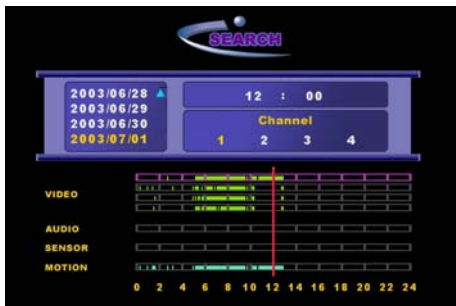 SEARCH
2003/06/28
2003/06/29
2003/06/30
2003/07/01
12 : 00
Channel
1 2 3 4
VIDEO
AUDIO
SENSOR
MOTION
0 2 4 6 8 10 12 14 16 18 20 22 24